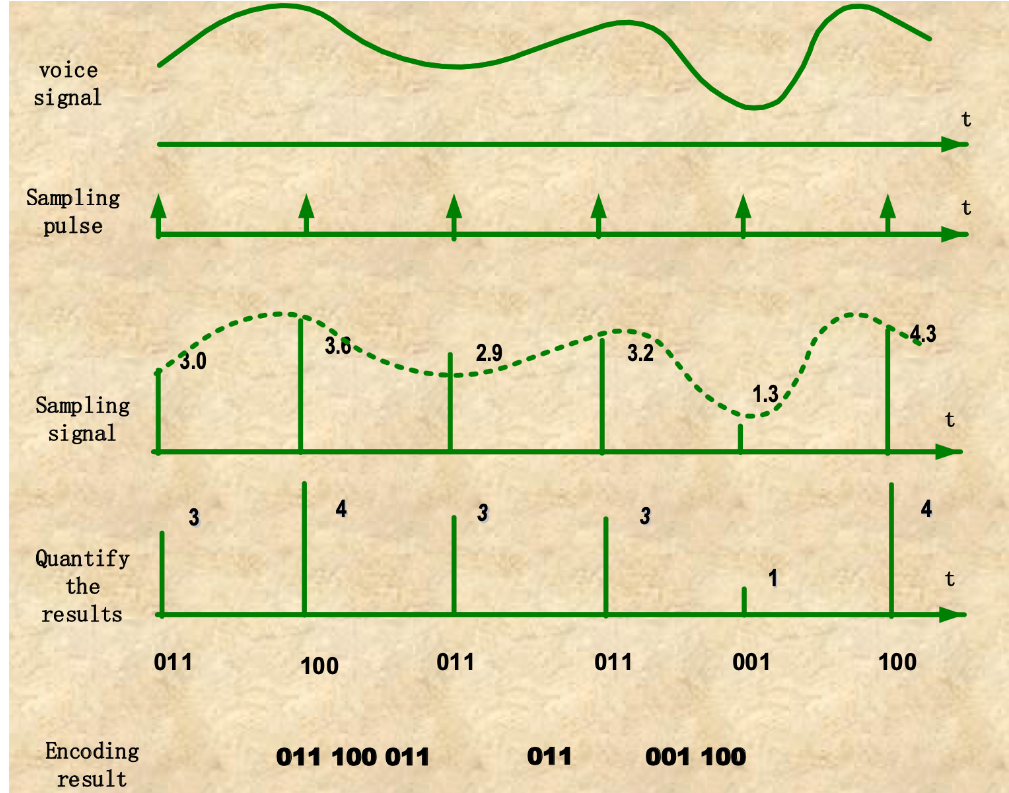 voice
signal
t
Sampling
pulse
t
3.0
3.6
2.9
3.2
1.3
4.3
Sampling
signal
t
3
4
3
3
1
4
Quantify
the
results
t
011 100 011 011 001 100
Encoding
result
011 100 011 011 001 100